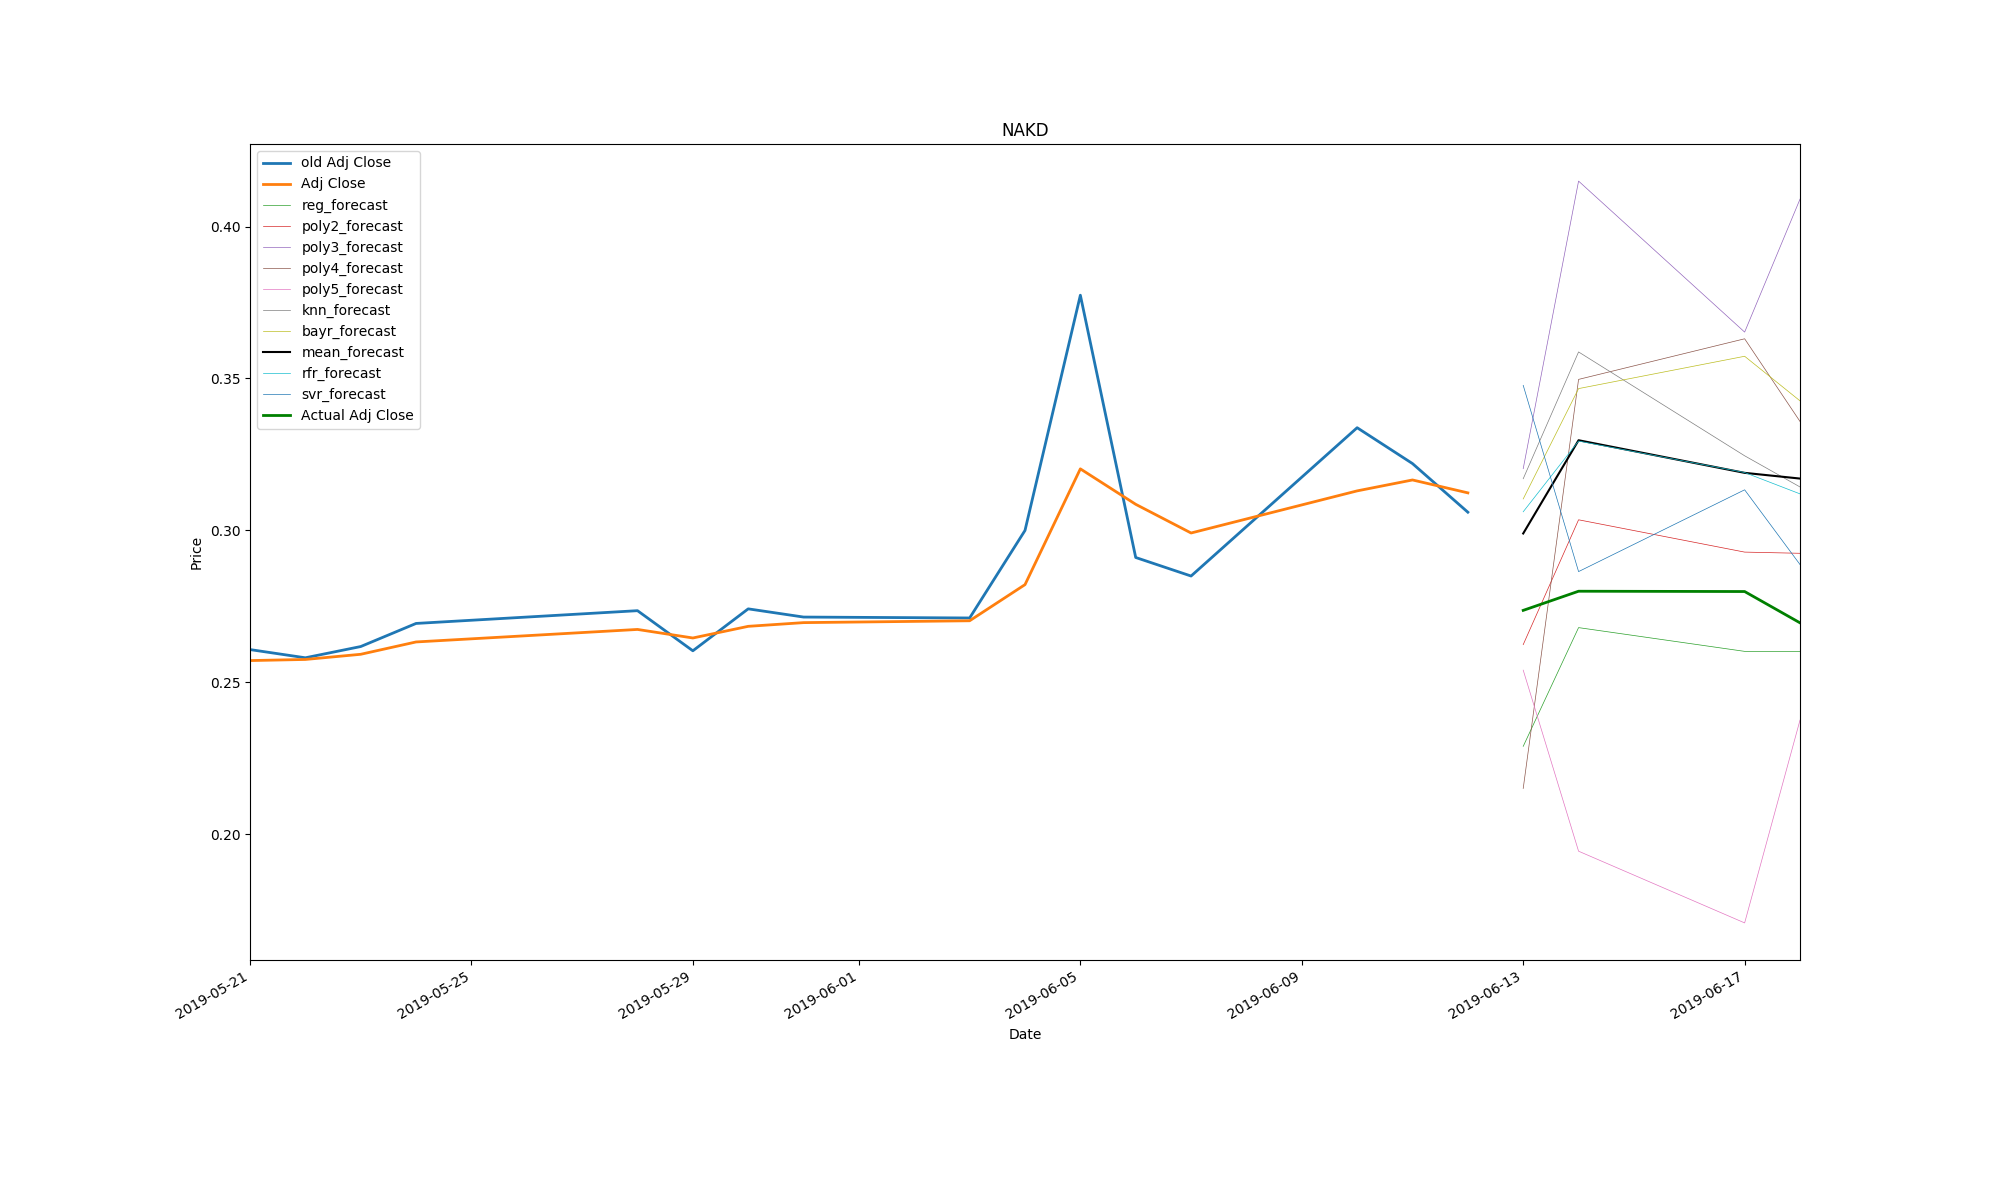 NAKD
old Adj Close
Adj Close
reg_forecast
poly2_forecast
poly3_forecast
poly4_forecast
poly5_forecast
knn_forecast
bayr_forecast
mean_forecast
rfr_forecast
svr_forecast
Actual Adj Close
0.40
0.35
0.30
0.25
0.20
Price
2019-05-21
2019-05-25
2019-05-29
2019-06-01
2019-06-05
2019-06-09
2019-06-13
2019-06-17
Date